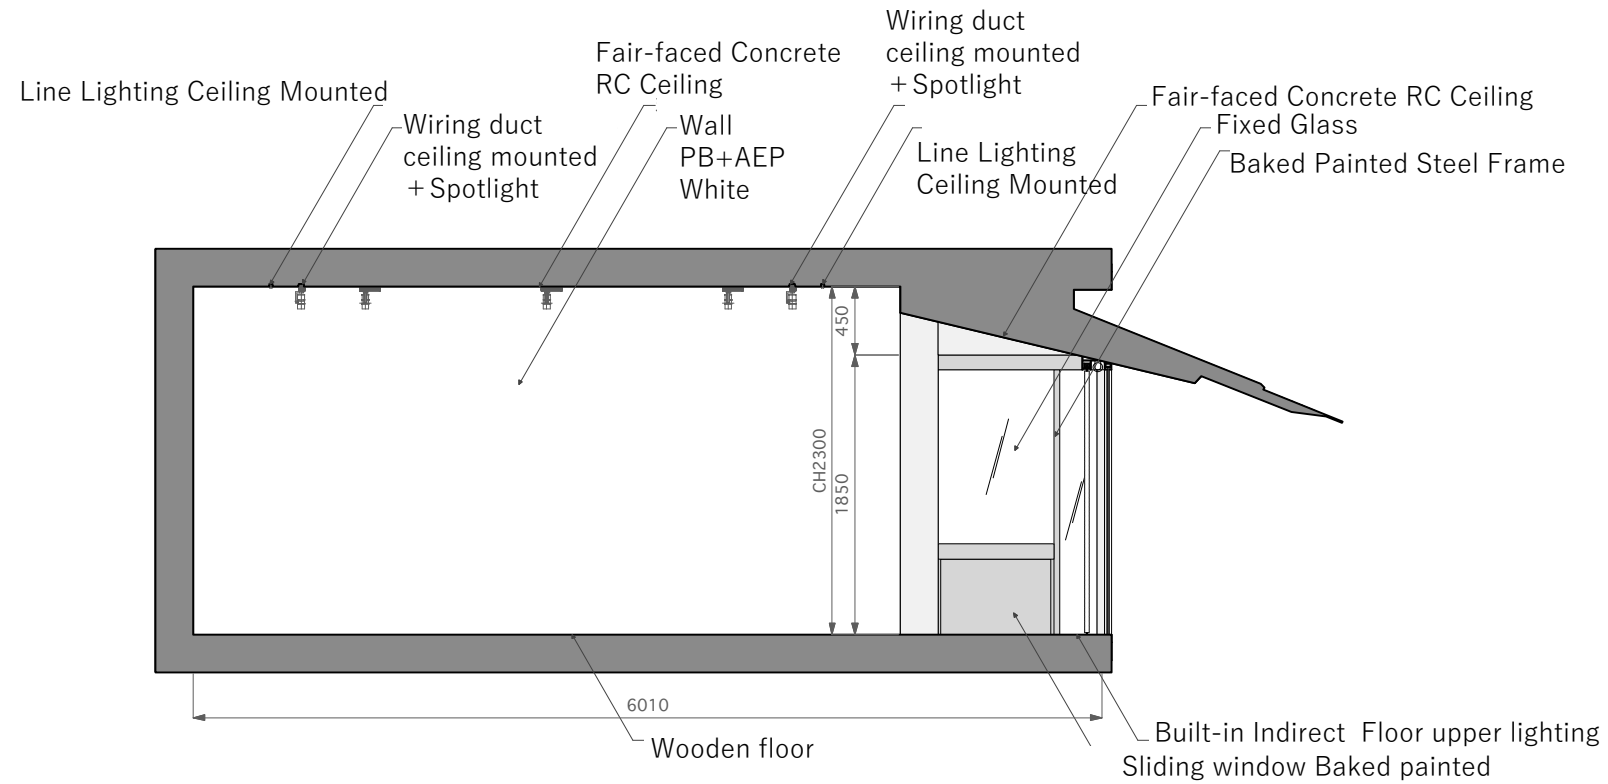 Wiring duct
ceiling mounted
+Spotlight
Fair-faced Concrete
RC Ceiling
Line Lighting Ceiling Mounted
Fair-faced Concrete RC Ceiling
Wiring duct
ceiling mounted
+Spotlight
Wall
PB+AEP
White
Fixed Glass
Line Lighting
Ceiling Mounted
Baked Painted Steel Frame
450
CH2300
1850
6010
Wooden floor
Built-in Indirect Floor upper lighting
Sliding window Baked painted